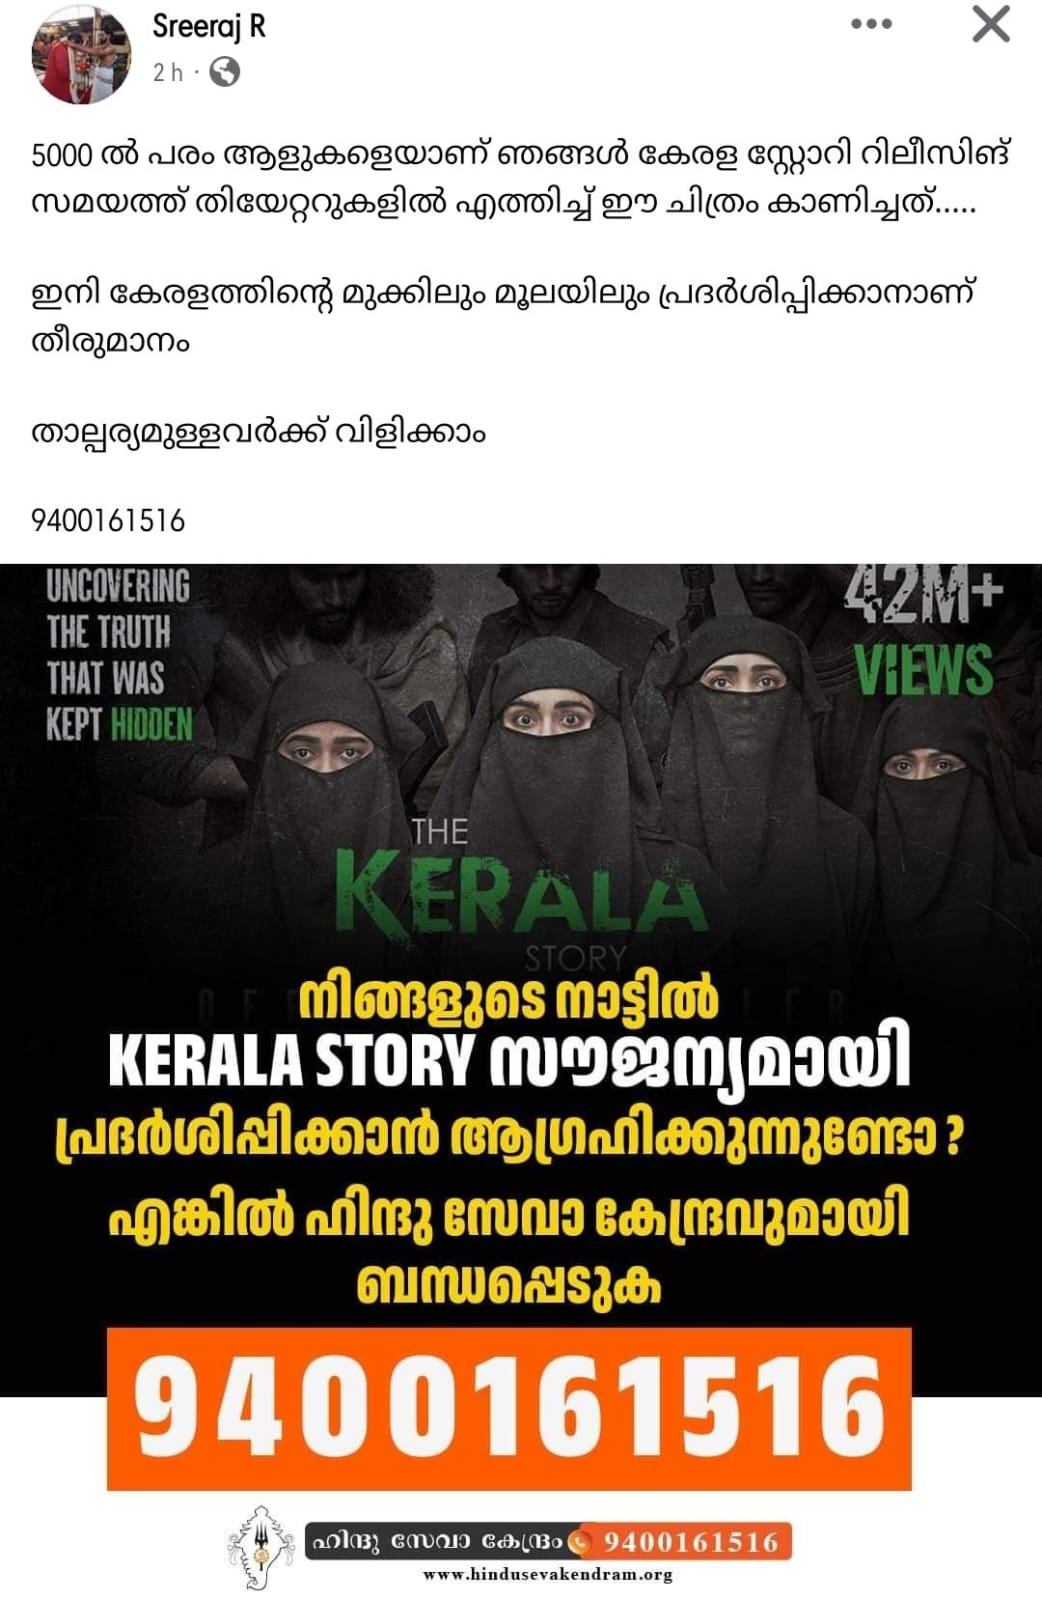 Sreeraj R
2 h ·
5000 ൽ പരം ആളുകളെയാണ് ഞങ്ങൾ കേരള സ്റ്റോറി റിലീസിങ്
സമയത്ത് തിയേറ്ററുകളിൽ എത്തിച്ച് ഈ ചിത്രം കാണിച്ചത്.....
ഇനി കേരളത്തിന്റെ മുക്കിലും മൂലയിലും പ്രദർശിപ്പിക്കാനാണ്
തീരുമാനം
താല്പര്യമുള്ളവർക്ക് വിളിക്കാം
9400161516
UNCOVERING
THE TRUTH
THAT WAS
KEPT HIDDEN
42M+
VIEWS
THE
KERALA
STORY
നിങ്ങളുടെ നാട്ടിൽ
KERALA STORY സൗജന്യമായി
പ്രദർശിപ്പിക്കാൻ ആഗ്രഹിക്കുന്നുണ്ടോ ?
എങ്കിൽ ഹിന്ദു സേവാ കേന്ദ്രവുമായി
ബന്ധപ്പെടുക
9400161516
ഹിന്ദു സേവാ കേന്ദ്രം 9400161516
www.hindusevakendram.org